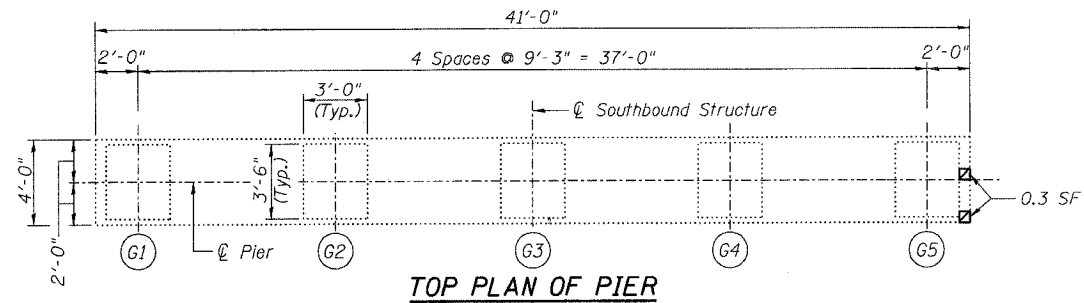 41'-0"
2'-0"
4 Spaces @ 9'-3" = 37'-0"
2'-0"
3'-0"
(Typ.)
℄ Southbound Structure
4'-0"
2'-0"
3'-6"
(Typ.)
0.3 SF
℄ Pier
G1
G2
G3
G4
G5
TOP PLAN OF PIER